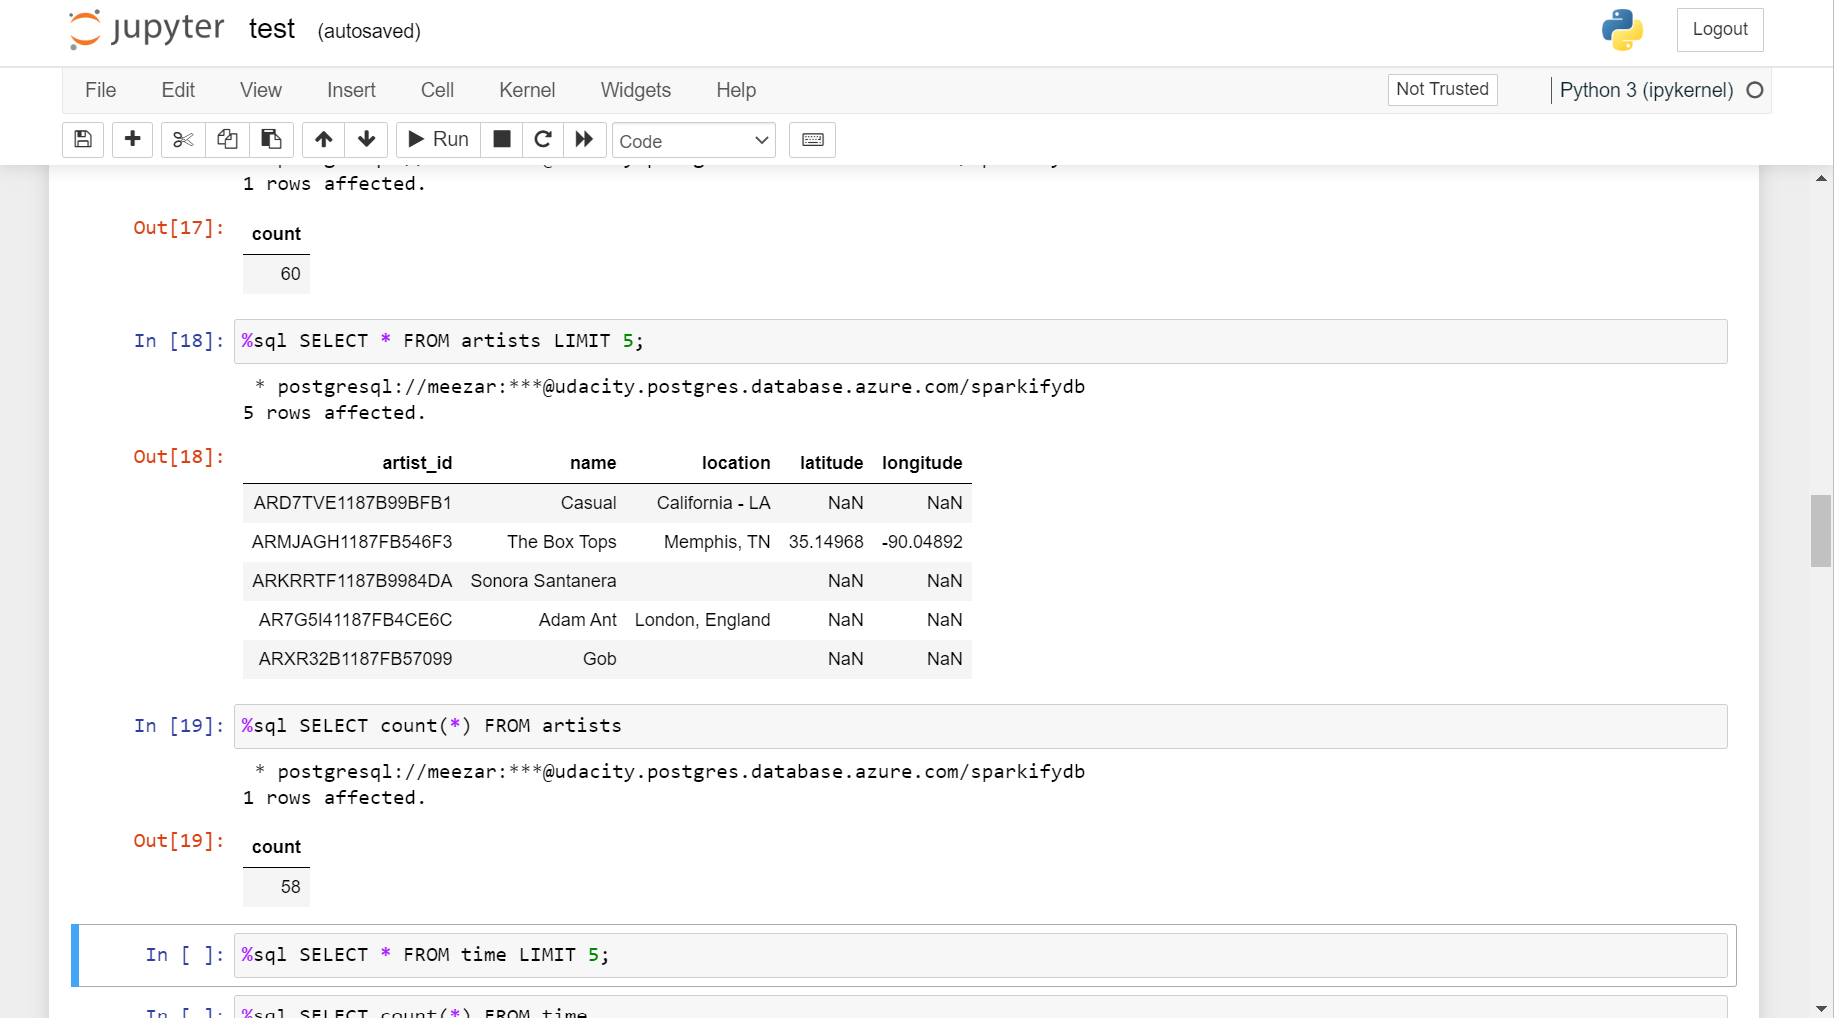 jupyter test (autosaved) Logout
File Edit View Insert Cell Kernel Widgets Help Not Trusted Python 3 (ipykernel)
Run Code
1 rows affected.
Out[17]:
count
60
In [18]: %sql SELECT * FROM artists LIMIT 5;
* postgresql://meezar:***@udacity.postgres.database.azure.com/sparkifydb
5 rows affected.
Out[18]:
artist_id name location latitude longitude
ARD7TVE1187B99BFB1 Casual California - LA NaN NaN
ARMJAGH1187FB546F3 The Box Tops Memphis, TN 35.14968 -90.04892
ARKRRTF1187B9984DA Sonora Santanera NaN NaN
AR7G5I41187FB4CE6C Adam Ant London, England NaN NaN
ARXR32B1187FB57099 Gob NaN NaN
In [19]: %sql SELECT count(*) FROM artists
* postgresql://meezar:***@udacity.postgres.database.azure.com/sparkifydb
1 rows affected.
Out[19]:
count
58
In [ ]: %sql SELECT * FROM time LIMIT 5;
In [ ]: %sql SELECT count(*) FROM time